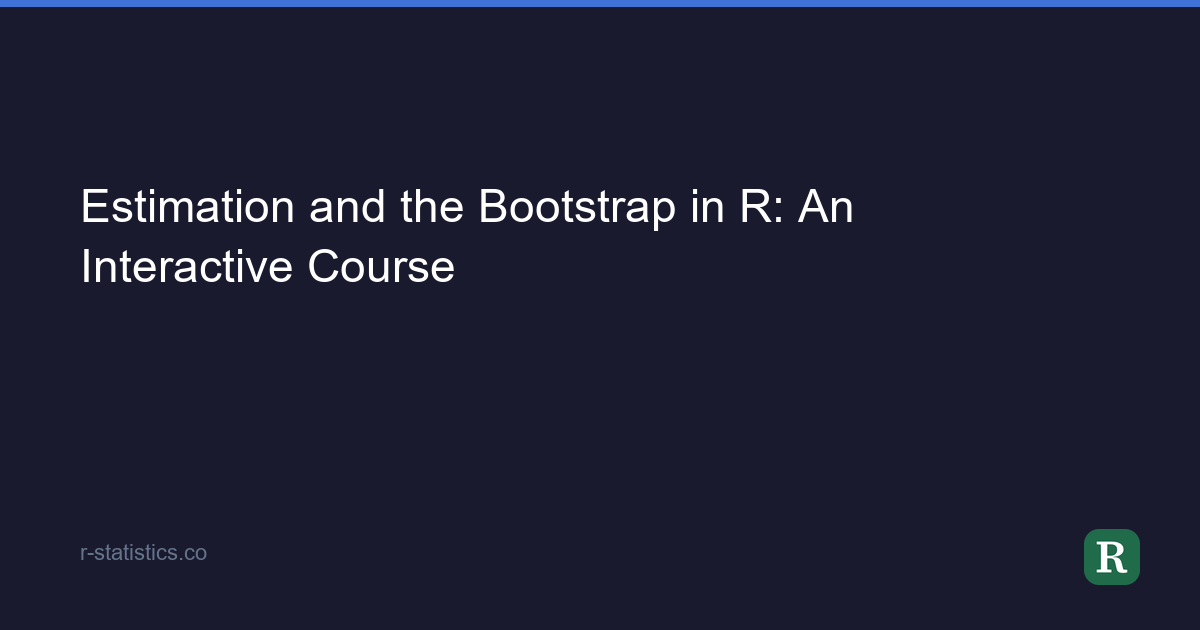 Estimation and the Bootstrap in R: An
Interactive Course
r-statistics.co
R